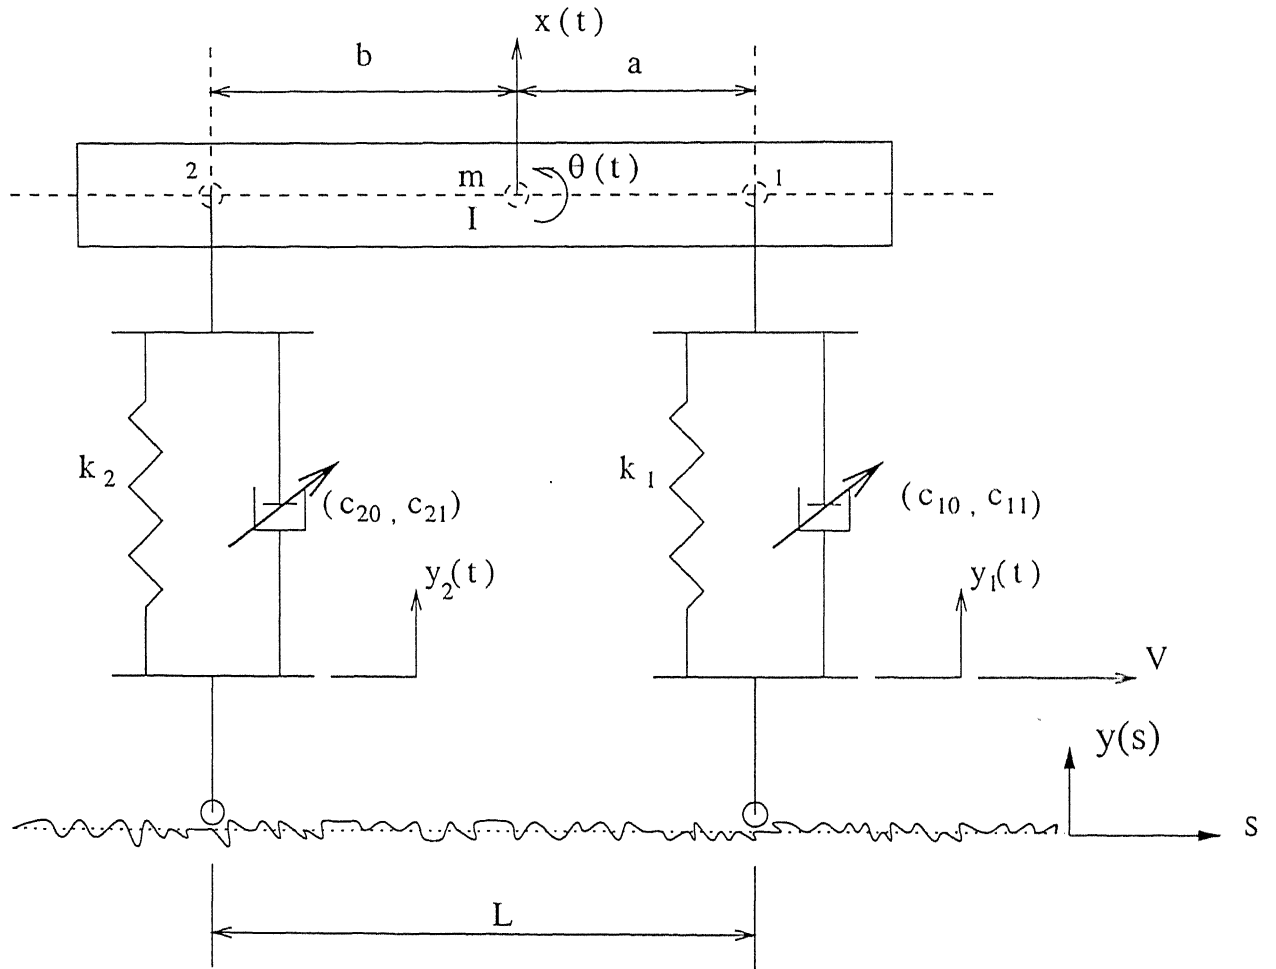 x(t)
b
a
2
m
θ(t)
1
I
k₂
(c₂₀ , c₂₁)
k₁
(c₁₀ , c₁₁)
y₂(t)
y₁(t)
V
y(s)
s
L